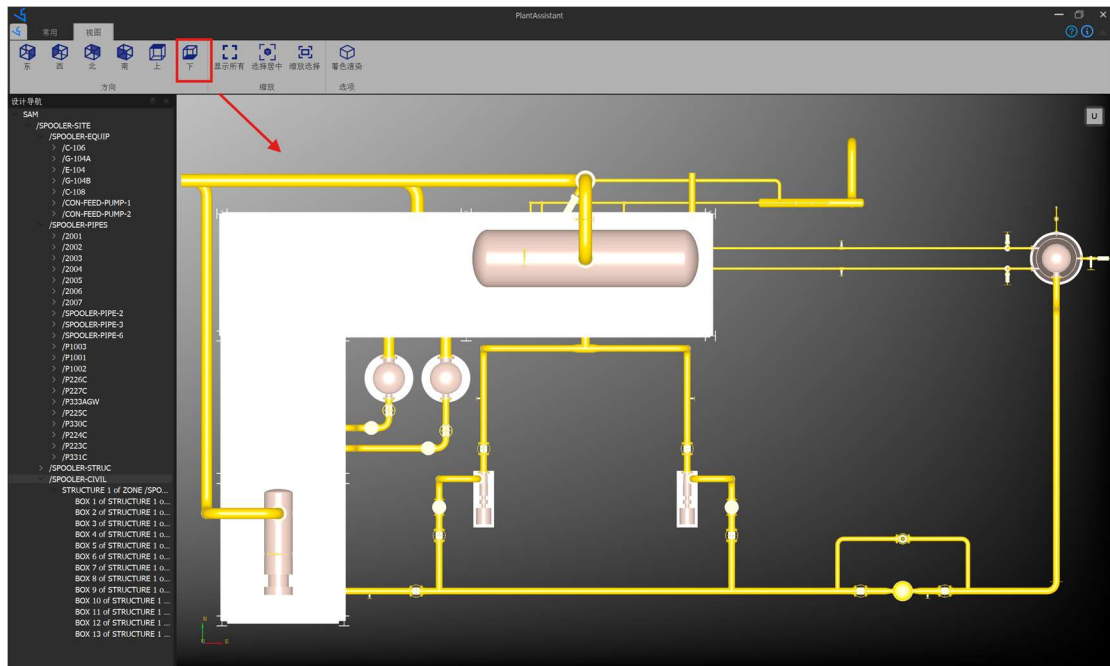 PlantAssistant
常用 视图
东 西 北 南 上 下 显示所有 选择居中 缩放选择 着色渲染
方向 缩放 选项
设计导航
SAM
/SPOOLER-SITE
/SPOOLER-EQUIP
/C-106
/G-104A
/E-104
/G-104B
/C-108
/CON-FEED-PUMP-1
/CON-FEED-PUMP-2
/SPOOLER-PIPES
/2001
/2002
/2003
/2004
/2005
/2006
/2007
/SPOOLER-PIPE-2
/SPOOLER-PIPE-3
/SPOOLER-PIPE-6
/P1003
/P1001
/P1002
/P226C
/P227C
/P333AGW
/P225C
/P330C
/P224C
/P223C
/P331C
/SPOOLER-STRUC
/SPOOLER-CIVIL
STRUCTURE 1 of ZONE /SPO...
BOX 1 of STRUCTURE 1 o...
BOX 2 of STRUCTURE 1 o...
BOX 3 of STRUCTURE 1 o...
BOX 4 of STRUCTURE 1 o...
BOX 5 of STRUCTURE 1 o...
BOX 6 of STRUCTURE 1 o...
BOX 7 of STRUCTURE 1 o...
BOX 8 of STRUCTURE 1 o...
BOX 9 of STRUCTURE 1 o...
BOX 10 of STRUCTURE 1 ...
BOX 11 of STRUCTURE 1 ...
BOX 12 of STRUCTURE 1 ...
BOX 13 of STRUCTURE 1 ...
U
N
E